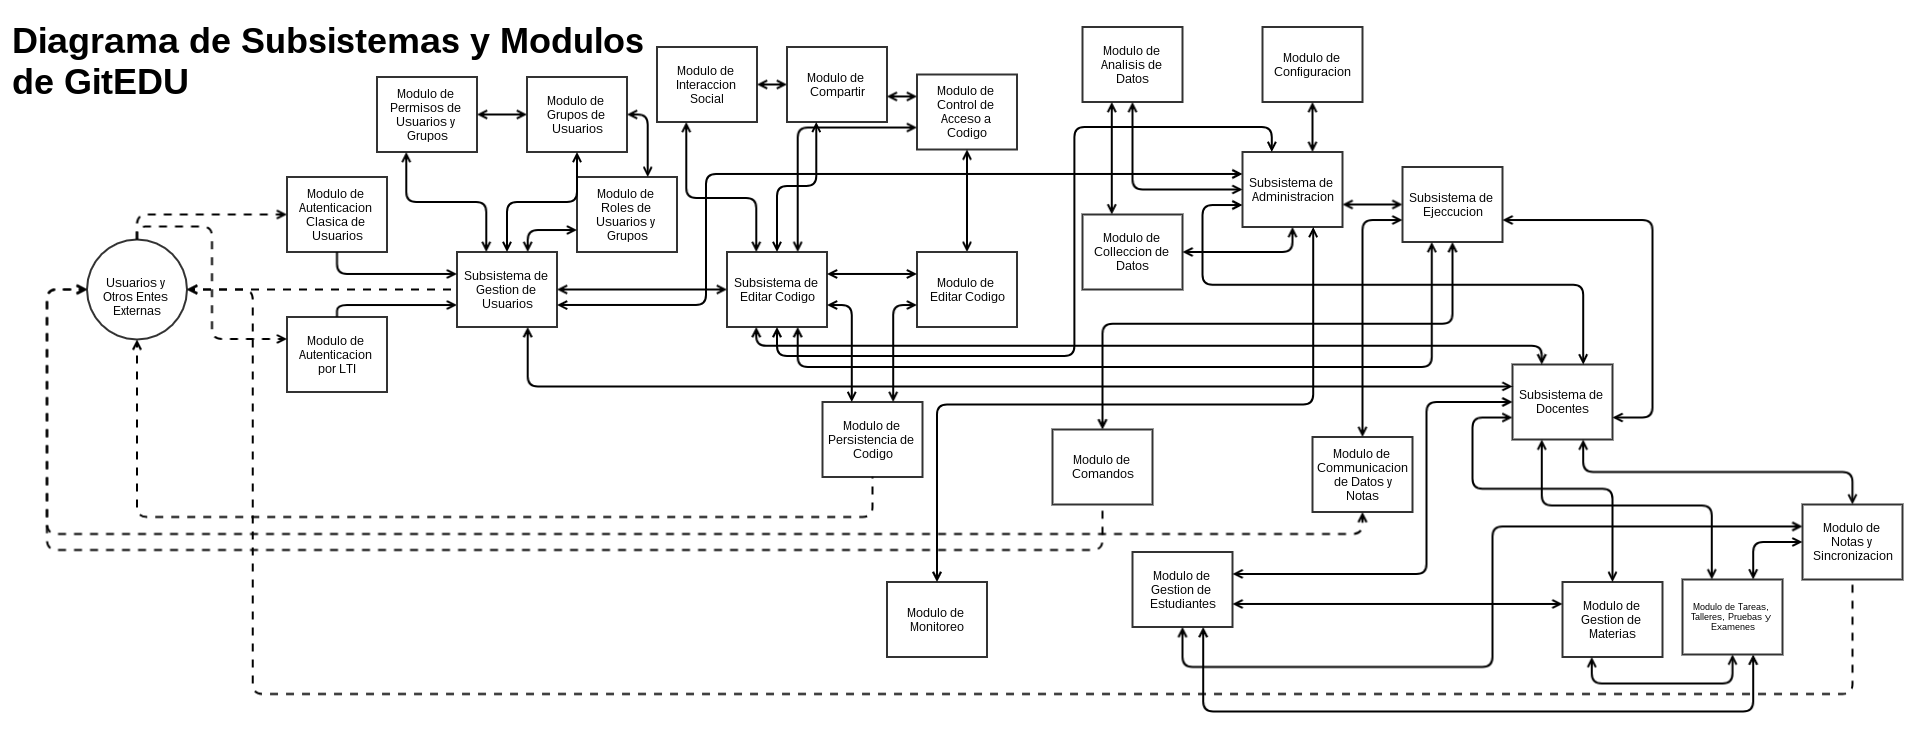 Diagrama de Subsistemas y Modulos
de GitEDU
Modulo de
Permisos de
Usuarios y
Grupos
Modulo de
Grupos de
Usuarios
Modulo de
Interaccion
Social
Modulo de
Compartir
Modulo de
Control de
Acceso a
Codigo
Modulo de
Analisis de
Datos
Modulo de
Configuracion
Modulo de
Autenticacion
Clasica de
Usuarios
Modulo de
Roles de
Usuarios y
Grupos
Subsistema de
Administracion
Subsistema de
Ejeccucion
Modulo de
Colleccion de
Datos
Usuarios y
Otros Entes
Externas
Subsistema de
Gestion de
Usuarios
Subsistema de
Editar Codigo
Modulo de
Editar Codigo
Modulo de
Autenticacion
por LTI
Subsistema de
Docentes
Modulo de
Persistencia de
Codigo
Modulo de
Comandos
Modulo de
Communicacion
de Datos y
Notas
Modulo de
Notas y
Sincronizacion
Modulo de
Monitoreo
Modulo de
Gestion de
Estudiantes
Modulo de
Gestion de
Materias
Modulo de Tareas,
Talleres, Pruebas y
Examenes